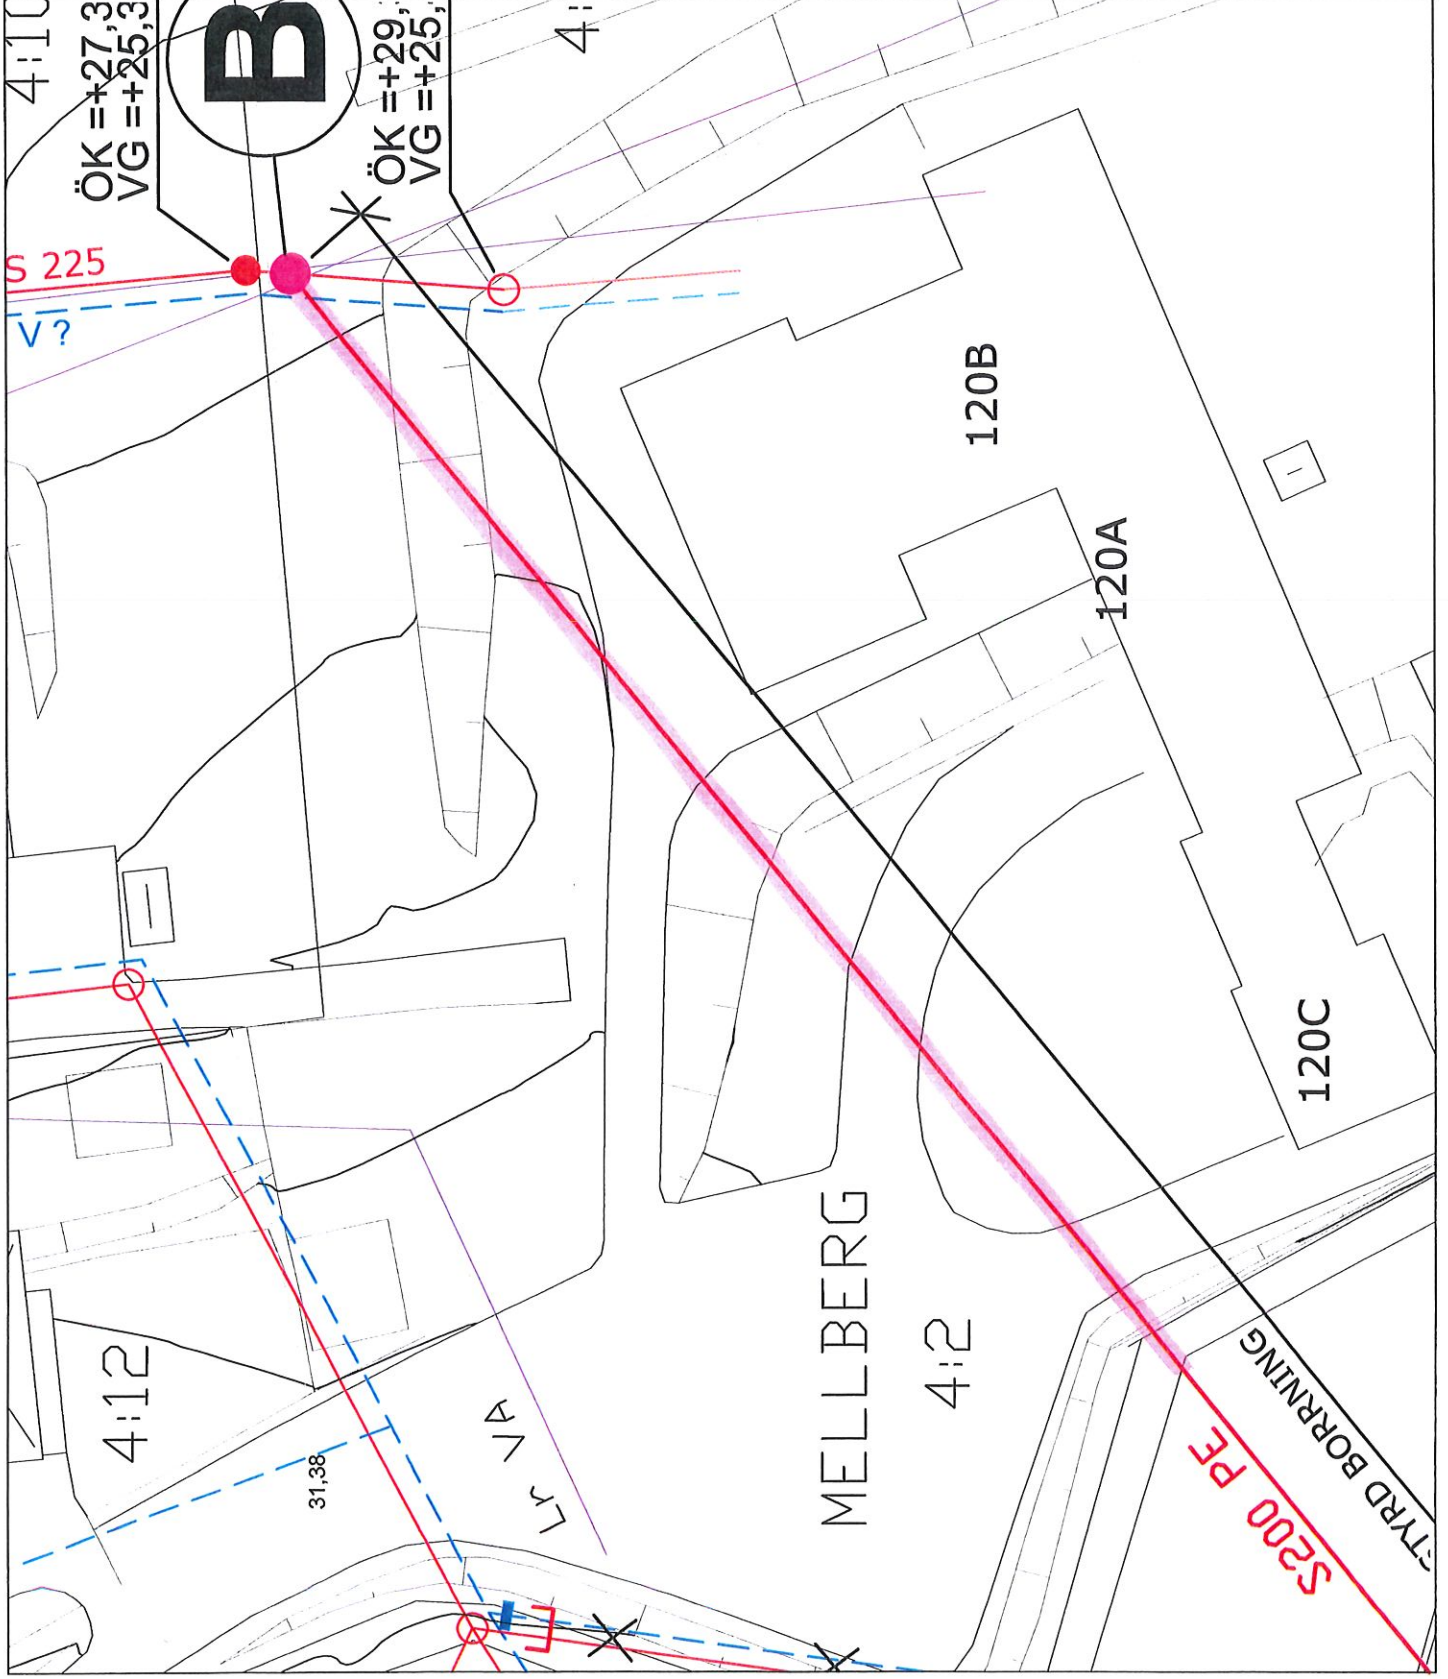 4:10
ÖK =+27,3
VG =+25,3
B
ÖK =+29,
VG =+25,
4:
S 225
V ?
120B
120A
120C
4:12
31,38
Lr VA
MELLBERG
4:2
S200 PE
STYRD BORRNING